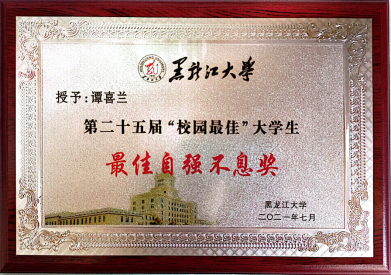 黑龙江大学
授予：谭喜兰
第二十五届“校园最佳”大学生
最佳自强不息奖
黑龙江大学
二〇二一年七月